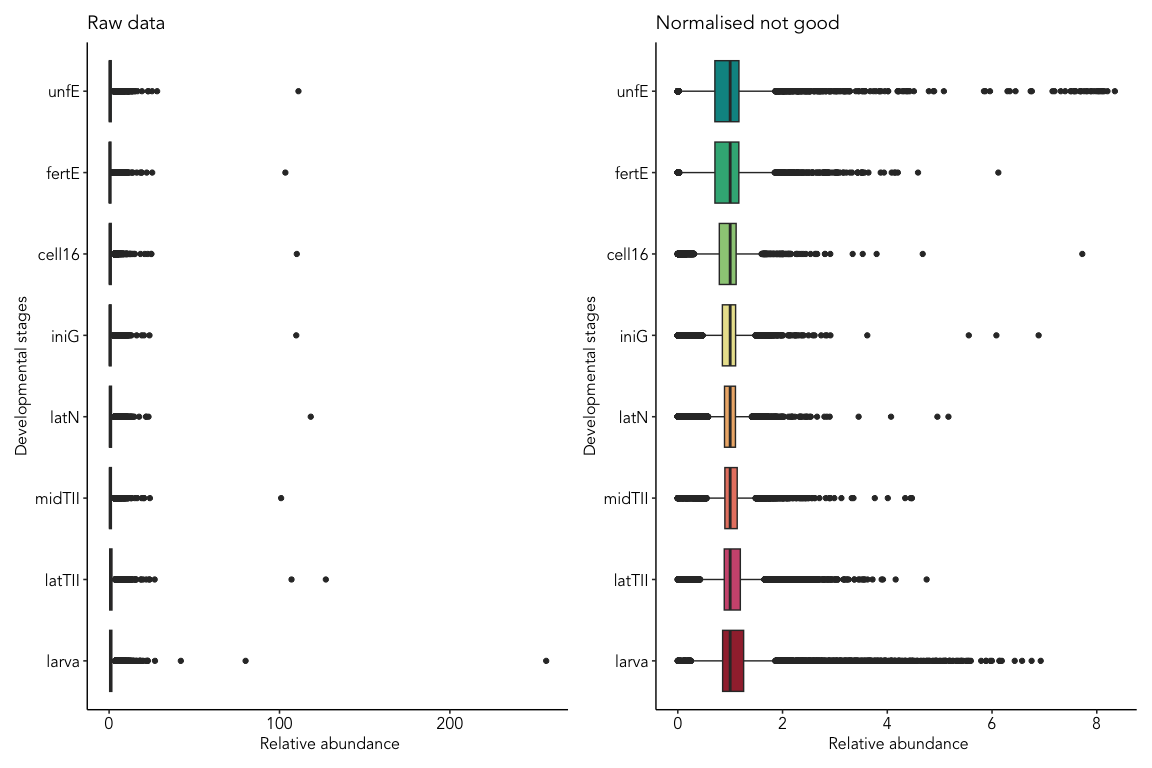 Raw data
Developmental stages
unfE
fertE
cell16
iniG
latN
midTII
latTII
larva
0 100 200
Relative abundance
Normalised not good
Developmental stages
unfE
fertE
cell16
iniG
latN
midTII
latTII
larva
0 2 4 6 8
Relative abundance